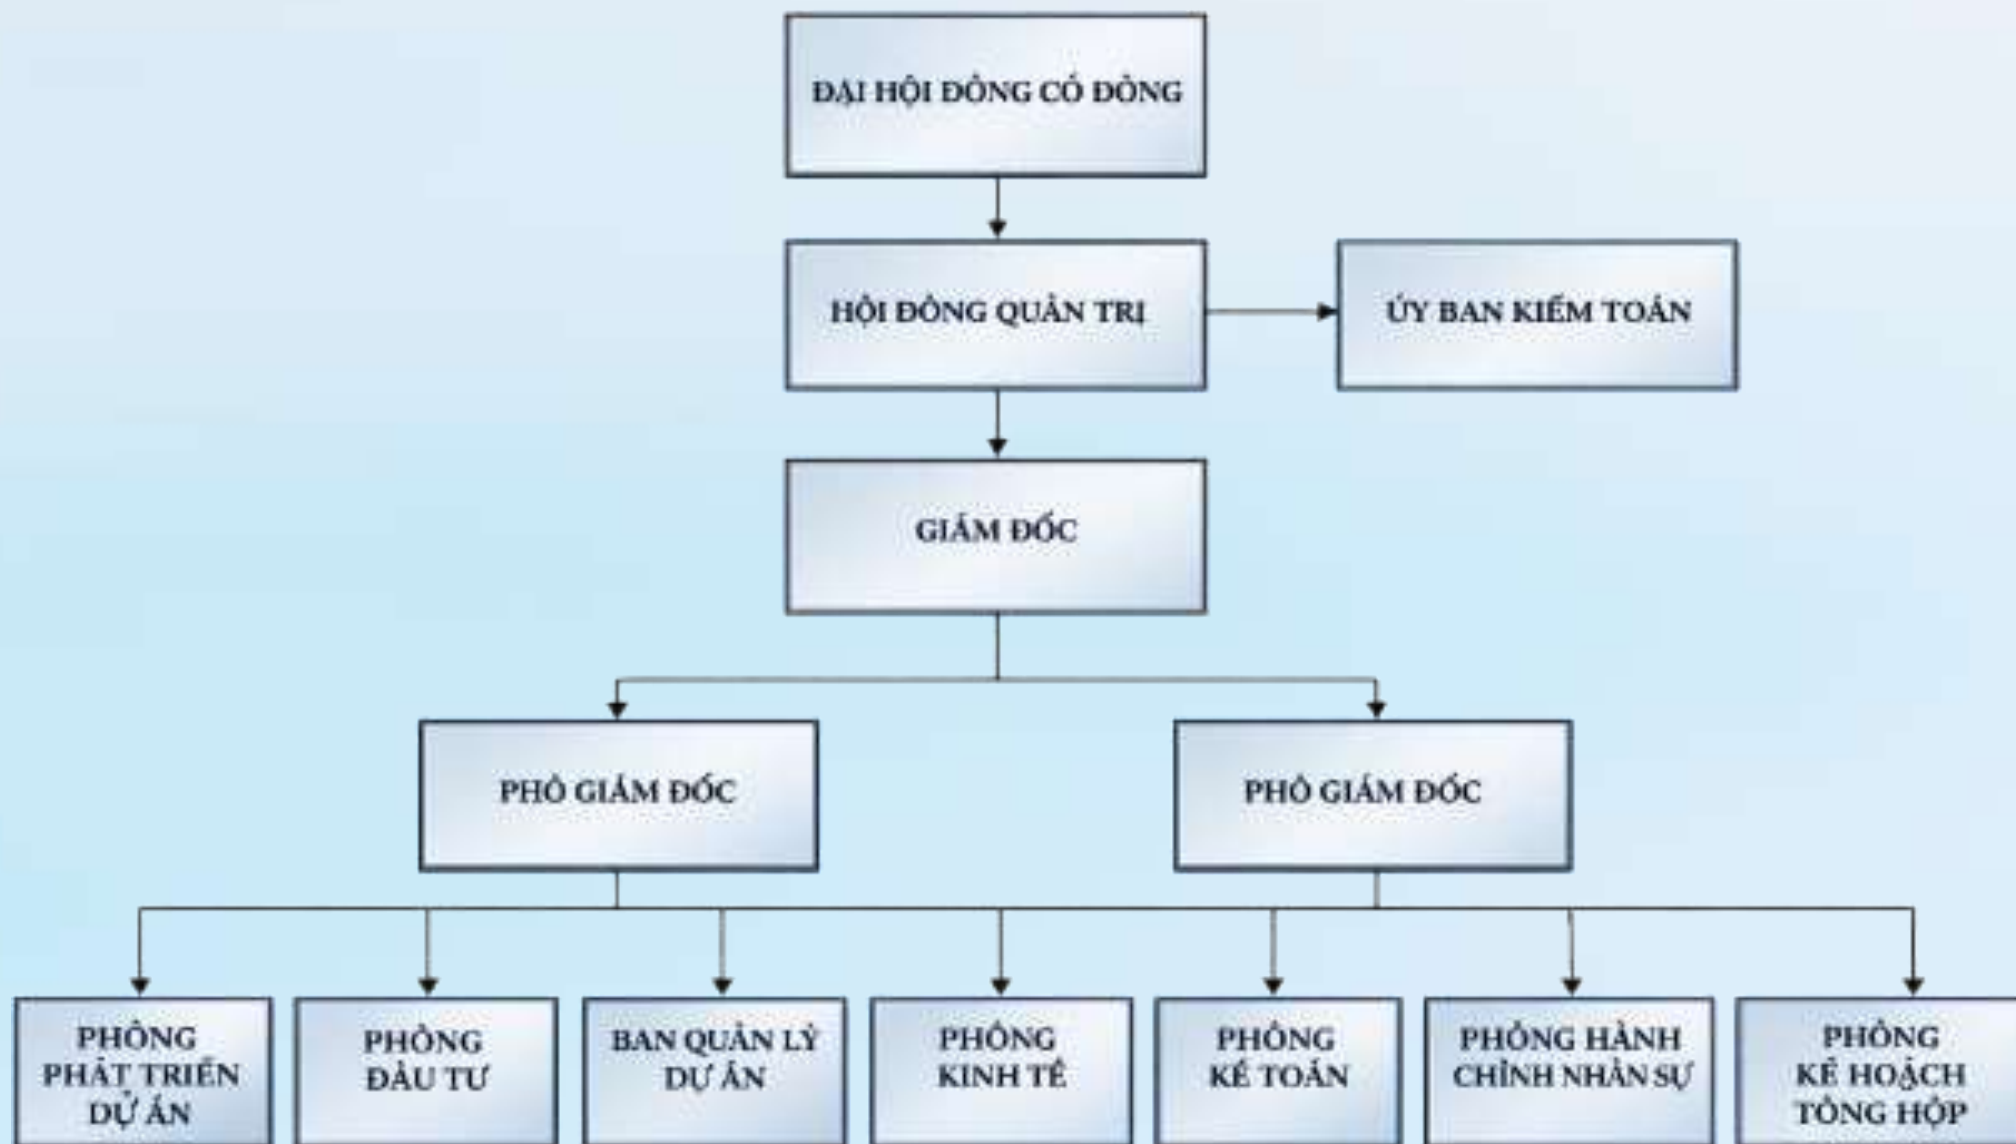 ĐẠI HỘI ĐỒNG CỔ ĐÔNG
HỘI ĐỒNG QUẢN TRỊ
ỦY BAN KIỂM TOÁN
GIÁM ĐỐC
PHÓ GIÁM ĐỐC
PHÓ GIÁM ĐỐC
PHÒNG
PHÁT TRIỂN
DỰ ÁN
PHÒNG
ĐẦU TƯ
BAN QUẢN LÝ
DỰ ÁN
PHÒNG
KINH TẾ
PHÒNG
KẾ TOÁN
PHÒNG HÀNH
CHÍNH NHÂN SỰ
PHÒNG
KẾ HOẠCH
TỔNG HỢP